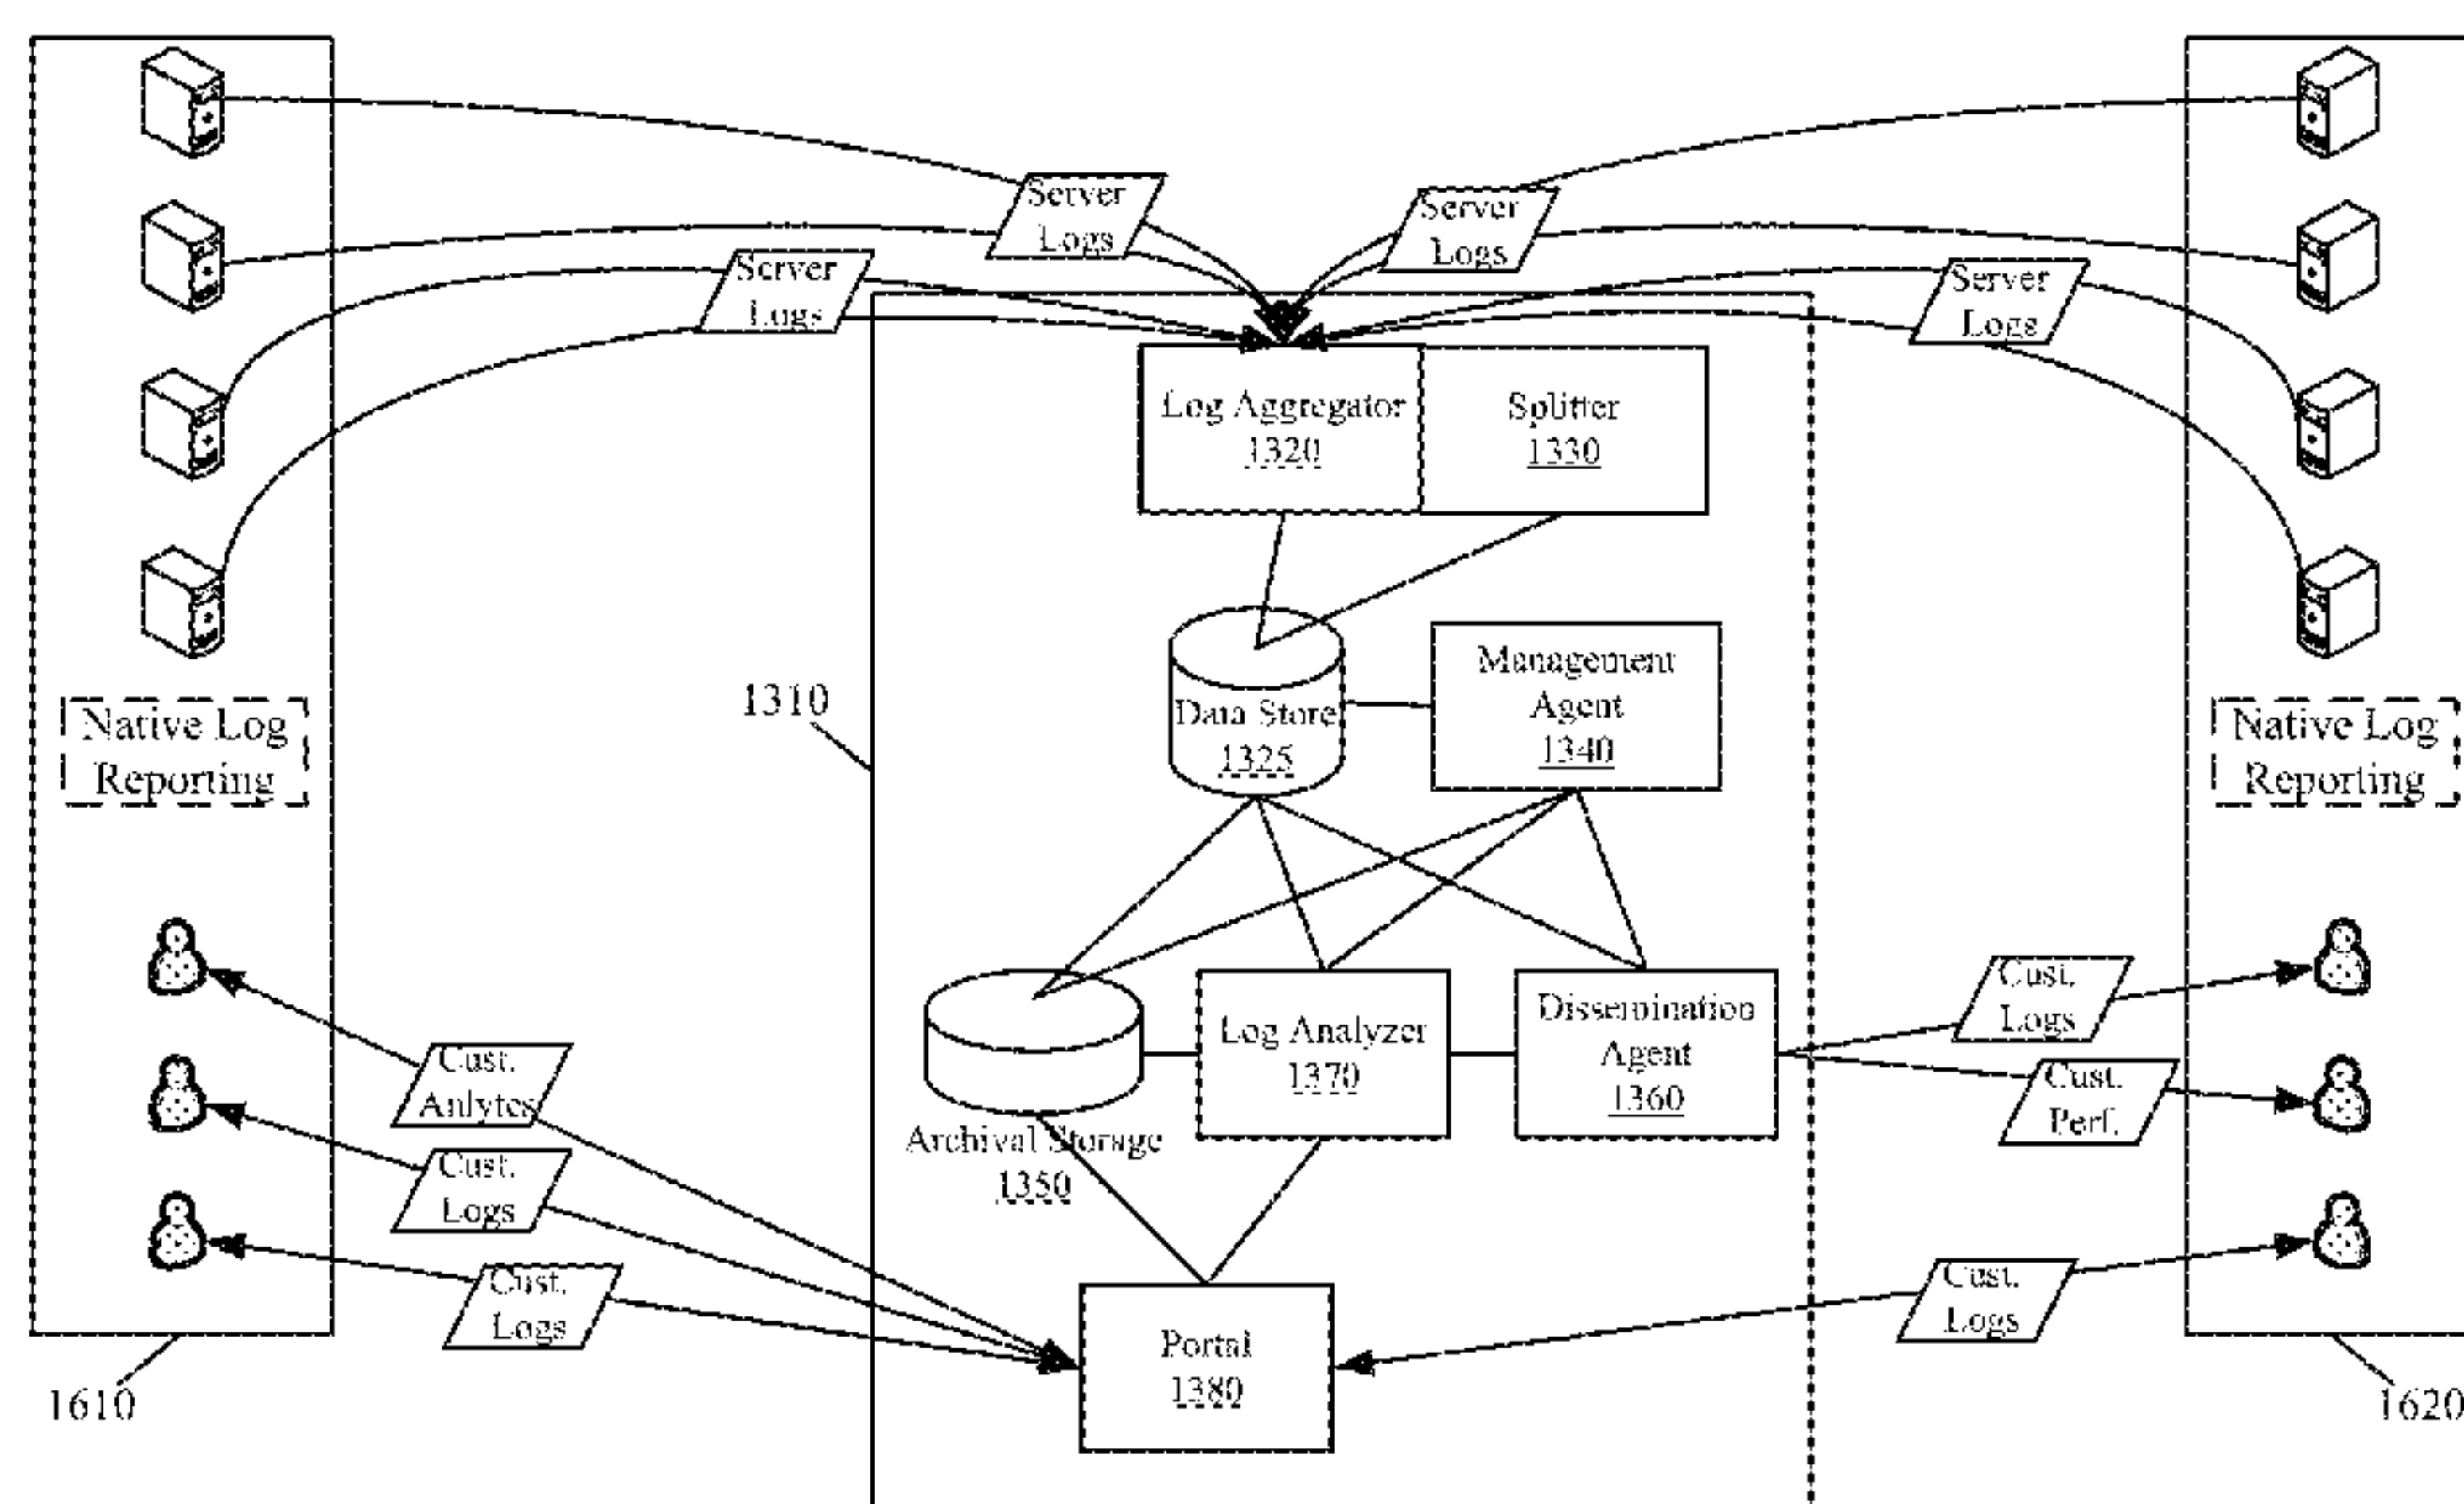 Server
Logs
Server
Logs
Server
Logs
Server
Logs
Log Aggregator
1320
Splitter
1330
Native Log
Reporting
1310
Data Store
1325
Management
Agent
1340
Native Log
Reporting
Cust.
Anlytcs
Cust.
Logs
Cust.
Logs
Archival Storage
1350
Log Analyzer
1370
Dissemination
Agent
1360
Cust.
Logs
Cust.
Perf.
Cust.
Logs
Portal
1380
1610
1620